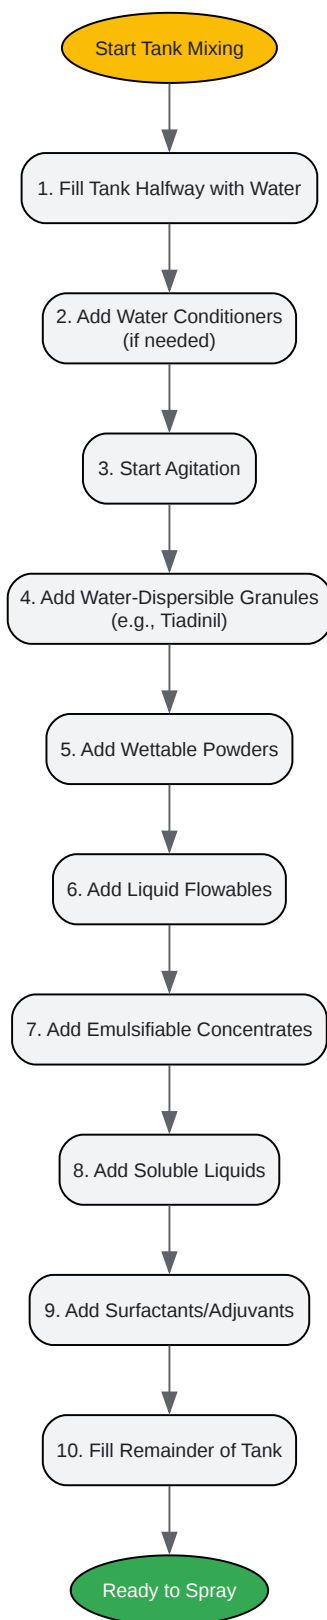 Start Tank Mixing
1. Fill Tank Halfway with Water
2. Add Water Conditioners
(if needed)
3. Start Agitation
4. Add Water-Dispersible Granules
(e.g., Tiadinil)
5. Add Wettable Powders
6. Add Liquid Flowables
7. Add Emulsifiable Concentrates
8. Add Soluble Liquids
9. Add Surfactants/Adjuvants
10. Fill Remainder of Tank
Ready to Spray